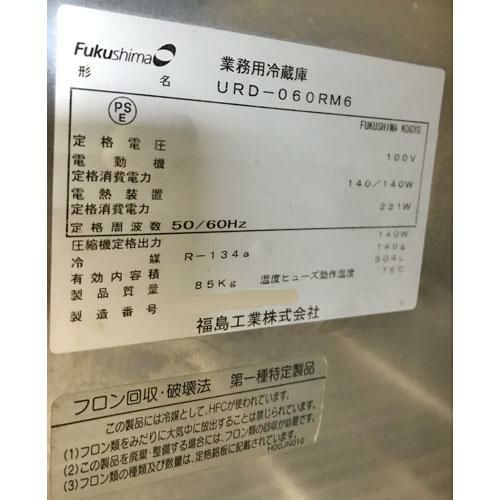 Fukushima
業務用冷蔵庫
形 名 URD-060RM6
PS
E
FUKUSHIMA KOGYO
定格電圧 100V
電動機
定格消費電力 140/140W
電熱装置
定格消費電力 231W
定格周波数 50/60Hz
圧縮機定格出力 140W
冷 媒 R-134a 140g
有効内容積 504L
製品質量 85Kg 温度ヒューズ動作温度 76℃
製造番号
福島工業株式会社
フロン回収・破壊法 第一種特定製品
この製品には冷媒として、HFCが使われています。
(1)フロン類をみだりに大気中に放出することは禁じられています。
(2)この製品を廃棄・整備する場合には、フロン類の回収が必要です。
(3)フロン類の種類及び数量は、定格銘板に記載されています。
H00JNG10